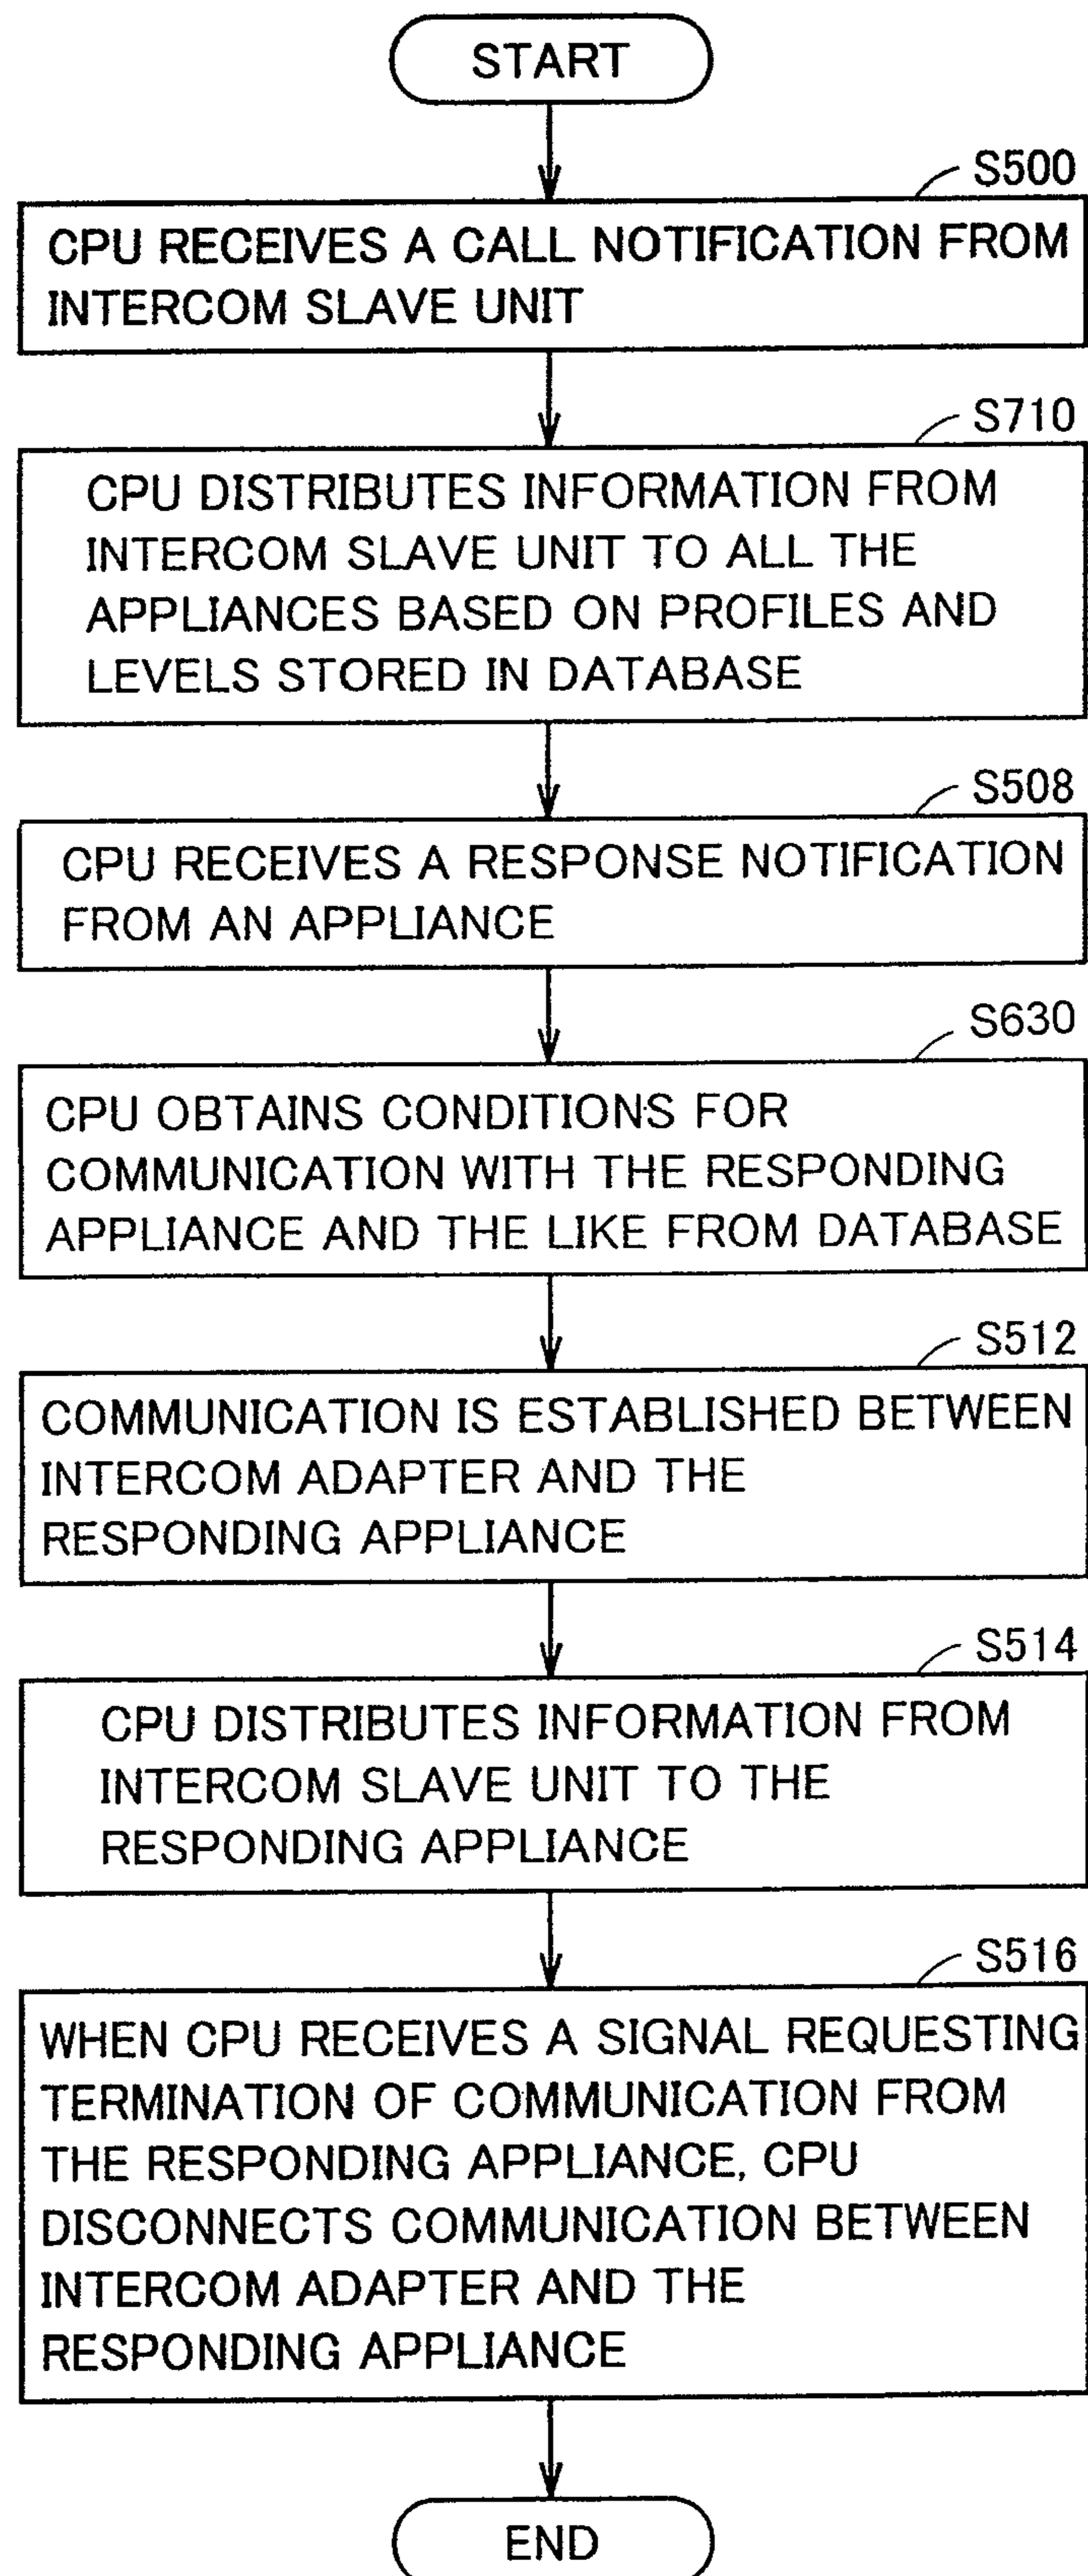 START
S500
CPU RECEIVES A CALL NOTIFICATION FROM
INTERCOM SLAVE UNIT
S710
CPU DISTRIBUTES INFORMATION FROM
INTERCOM SLAVE UNIT TO ALL THE
APPLIANCES BASED ON PROFILES AND
LEVELS STORED IN DATABASE
S508
CPU RECEIVES A RESPONSE NOTIFICATION
FROM AN APPLIANCE
S630
CPU OBTAINS CONDITIONS FOR
COMMUNICATION WITH THE RESPONDING
APPLIANCE AND THE LIKE FROM DATABASE
S512
COMMUNICATION IS ESTABLISHED BETWEEN
INTERCOM ADAPTER AND THE
RESPONDING APPLIANCE
S514
CPU DISTRIBUTES INFORMATION FROM
INTERCOM SLAVE UNIT TO THE
RESPONDING APPLIANCE
S516
WHEN CPU RECEIVES A SIGNAL REQUESTING
TERMINATION OF COMMUNICATION FROM
THE RESPONDING APPLIANCE, CPU
DISCONNECTS COMMUNICATION BETWEEN
INTERCOM ADAPTER AND THE
RESPONDING APPLIANCE
END